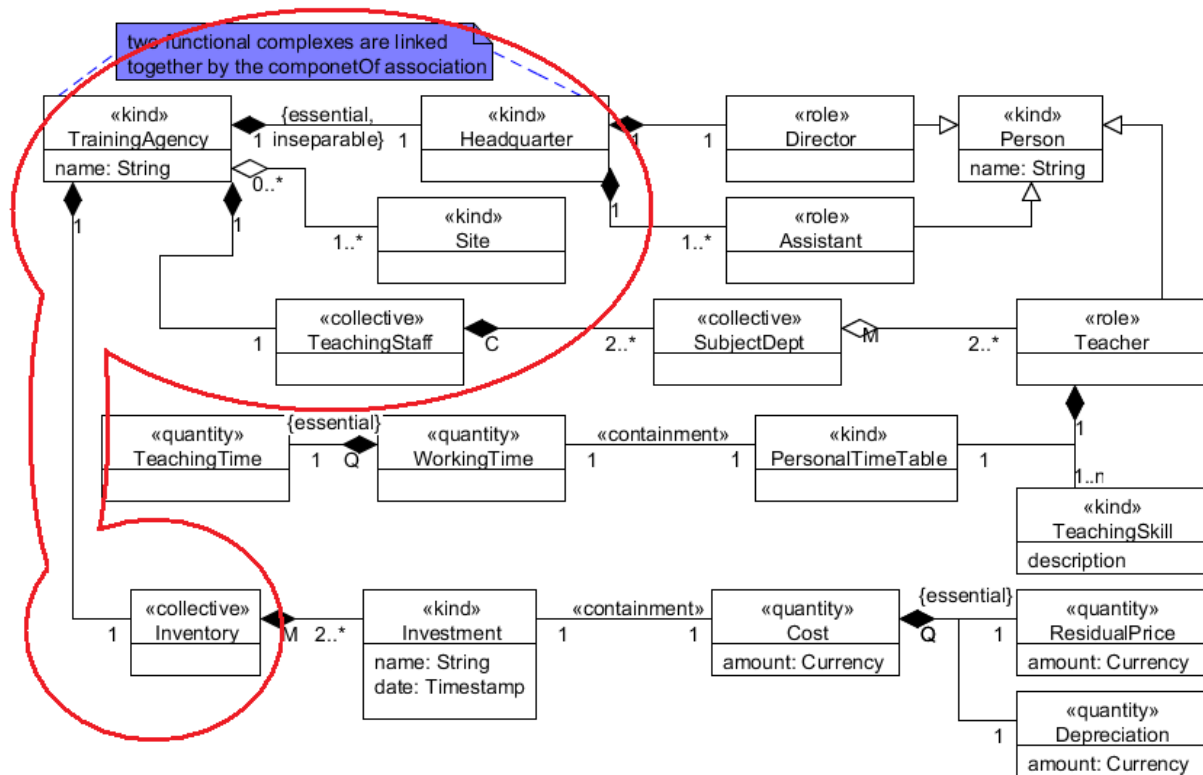 two functional complexes are linked
together by the componetOf association
«kind»
TrainingAgency
name: String
1
{essential,
inseparable}
1
«kind»
Headquarter
1
1
«role»
Director
«kind»
Person
name: String
0..*
1
1
1
1..*
«kind»
Site
1..*
«role»
Assistant
1
«collective»
TeachingStaff
C
2..*
«collective»
SubjectDept
M
2..*
«role»
Teacher
«quantity»
TeachingTime
{essential}
1
Q
«quantity»
WorkingTime
«containment»
1
1
«kind»
PersonalTimeTable
1
1
1..n
«kind»
TeachingSkill
description
1
«collective»
Inventory
M
2..*
«kind»
Investment
name: String
date: Timestamp
«containment»
1
1
«quantity»
Cost
amount: Currency
{essential}
Q
1
«quantity»
ResidualPrice
amount: Currency
1
«quantity»
Depreciation
amount: Currency